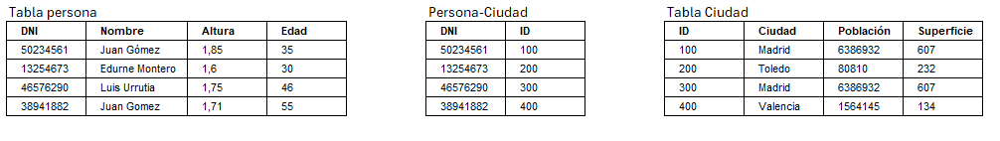 Tabla persona
DNI Nombre Altura Edad
50234561 Juan Gómez 1,85 35
13254673 Edurne Montero 1,6 30
46576290 Luis Urrutia 1,75 46
38941882 Juan Gomez 1,71 55
Persona-Ciudad
DNI ID
50234561 100
13254673 200
46576290 300
38941882 400
Tabla Ciudad
ID Ciudad Población Superficie
100 Madrid 6386932 607
200 Toledo 80810 232
300 Madrid 6386932 607
400 Valencia 1564145 134